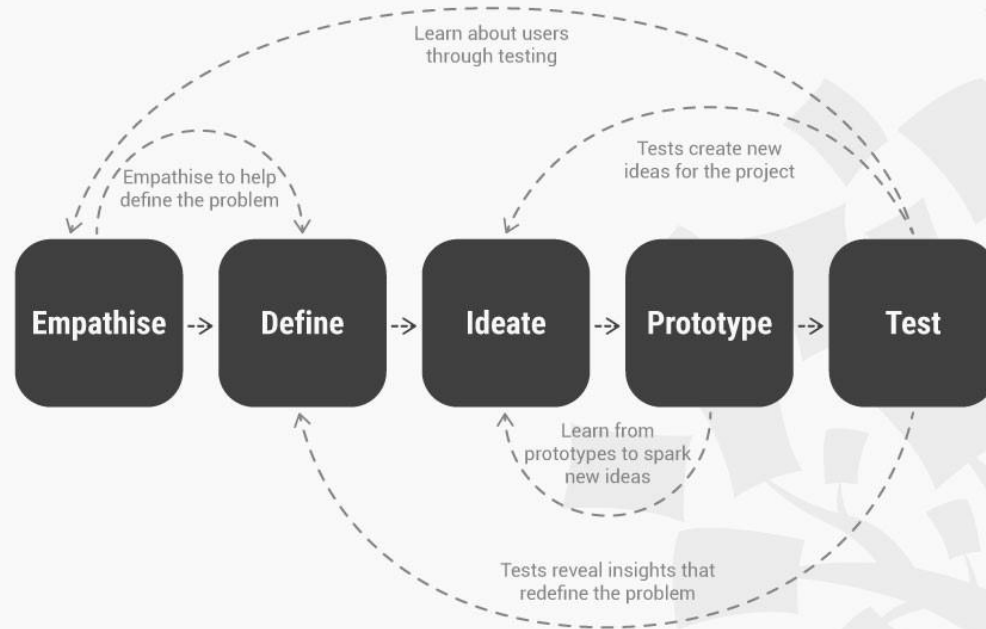 Learn about users
through testing
Tests create new
ideas for the project
Empathise to help
define the problem
Empathise
Define
Ideate
Prototype
Test
Learn from
prototypes to spark
new ideas
Tests reveal insights that
redefine the problem